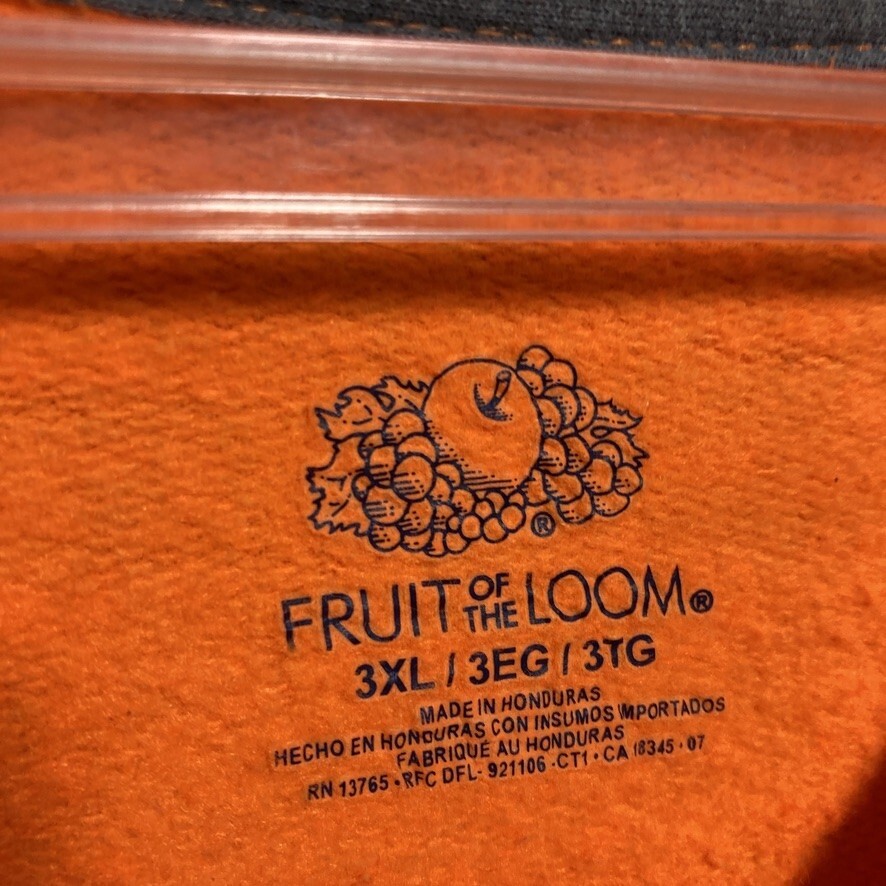 ®
FRUIT OF THE LOOM®
3XL / 3EG / 3TG
MADE IN HONDURAS
HECHO EN HONDURAS CON INSUMOS IMPORTADOS
FABRIQUÉ AU HONDURAS
RN 13765 • RFC DFL- 921106 -CT1 • CA 18345 • 07